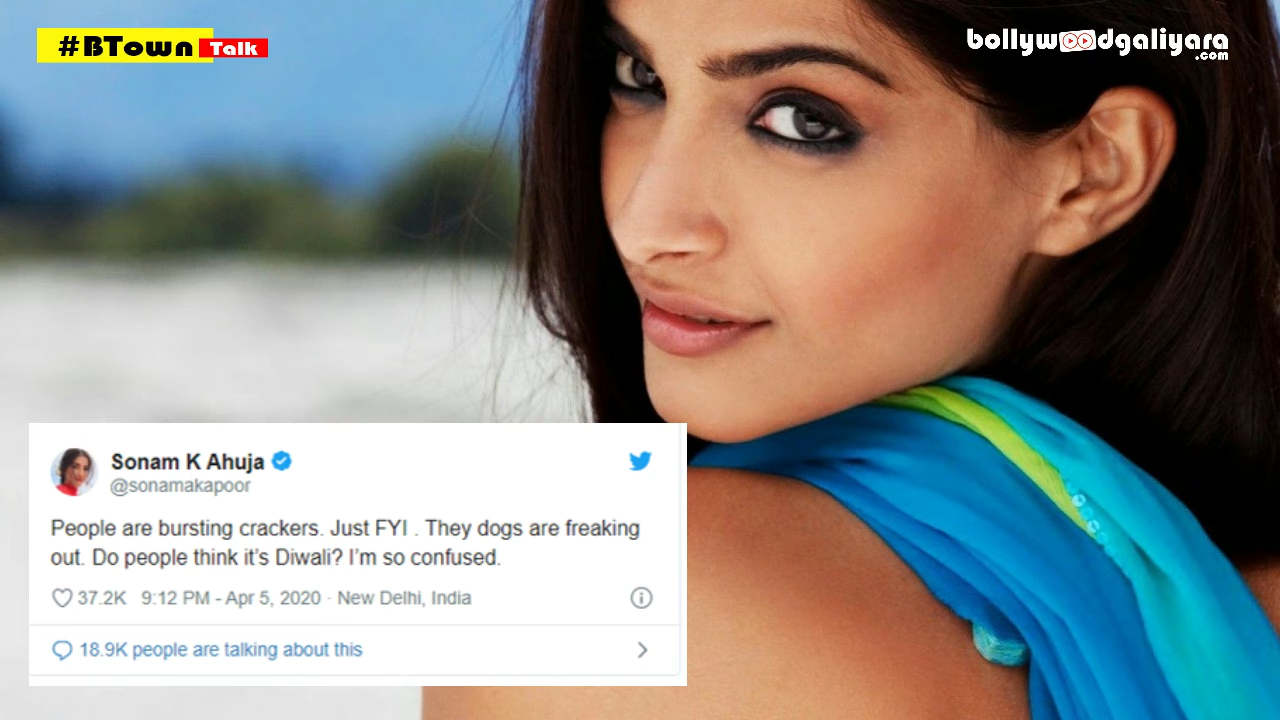 #BTown Talk
bollywoodgaliyara
.com
Sonam K Ahuja
@sonamakapoor
People are bursting crackers. Just FYI . They dogs are freaking
out. Do people think it’s Diwali? I’m so confused.
37.2K 9:12 PM - Apr 5, 2020 · New Delhi, India
18.9K people are talking about this